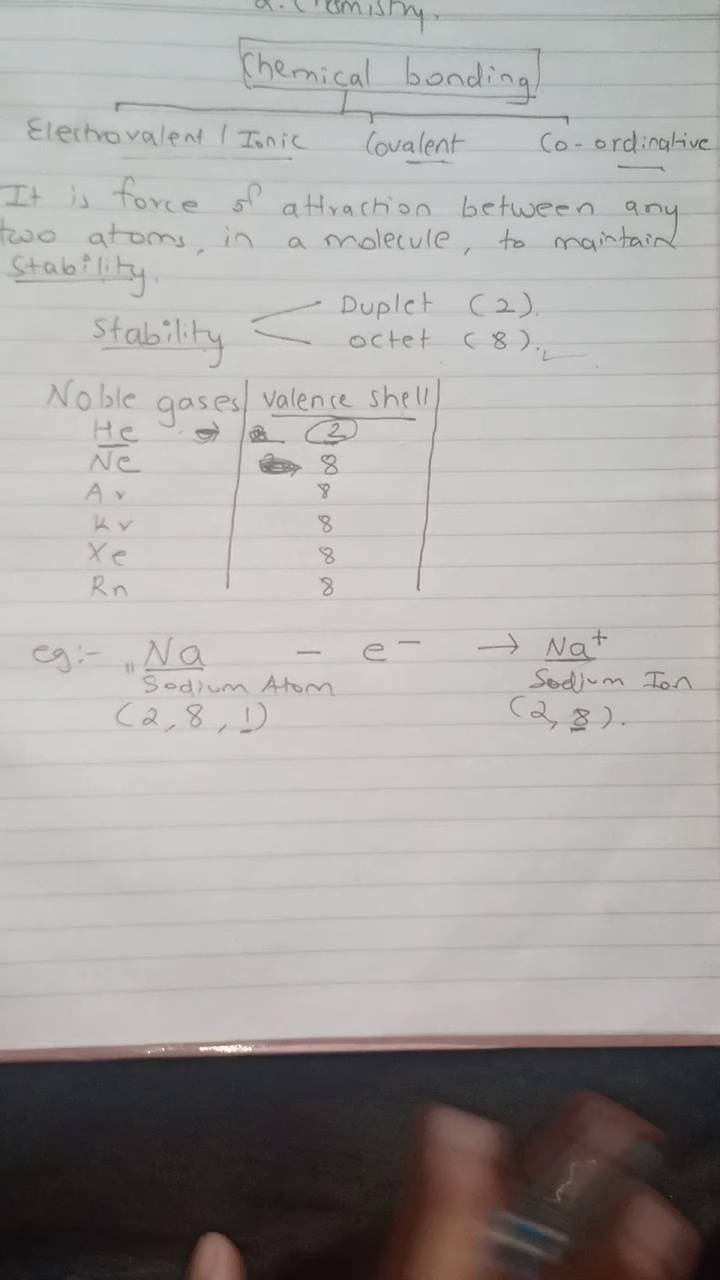 Chemistry.
Chemical bonding
Electrovalent / Ionic Covalent Co-ordinative
It is force of attraction between any
two atoms, in a molecule, to maintain
Stability.
Stability Duplet (2).
octet (8).
Noble gases valence shell
He → 2
Ne 8
Ar 8
Kr 8
Xe 8
Rn 8
eg:- 11Na - e⁻ → Na⁺
Sodium Atom Sodium Ion
(2, 8, 1) (2, 8).